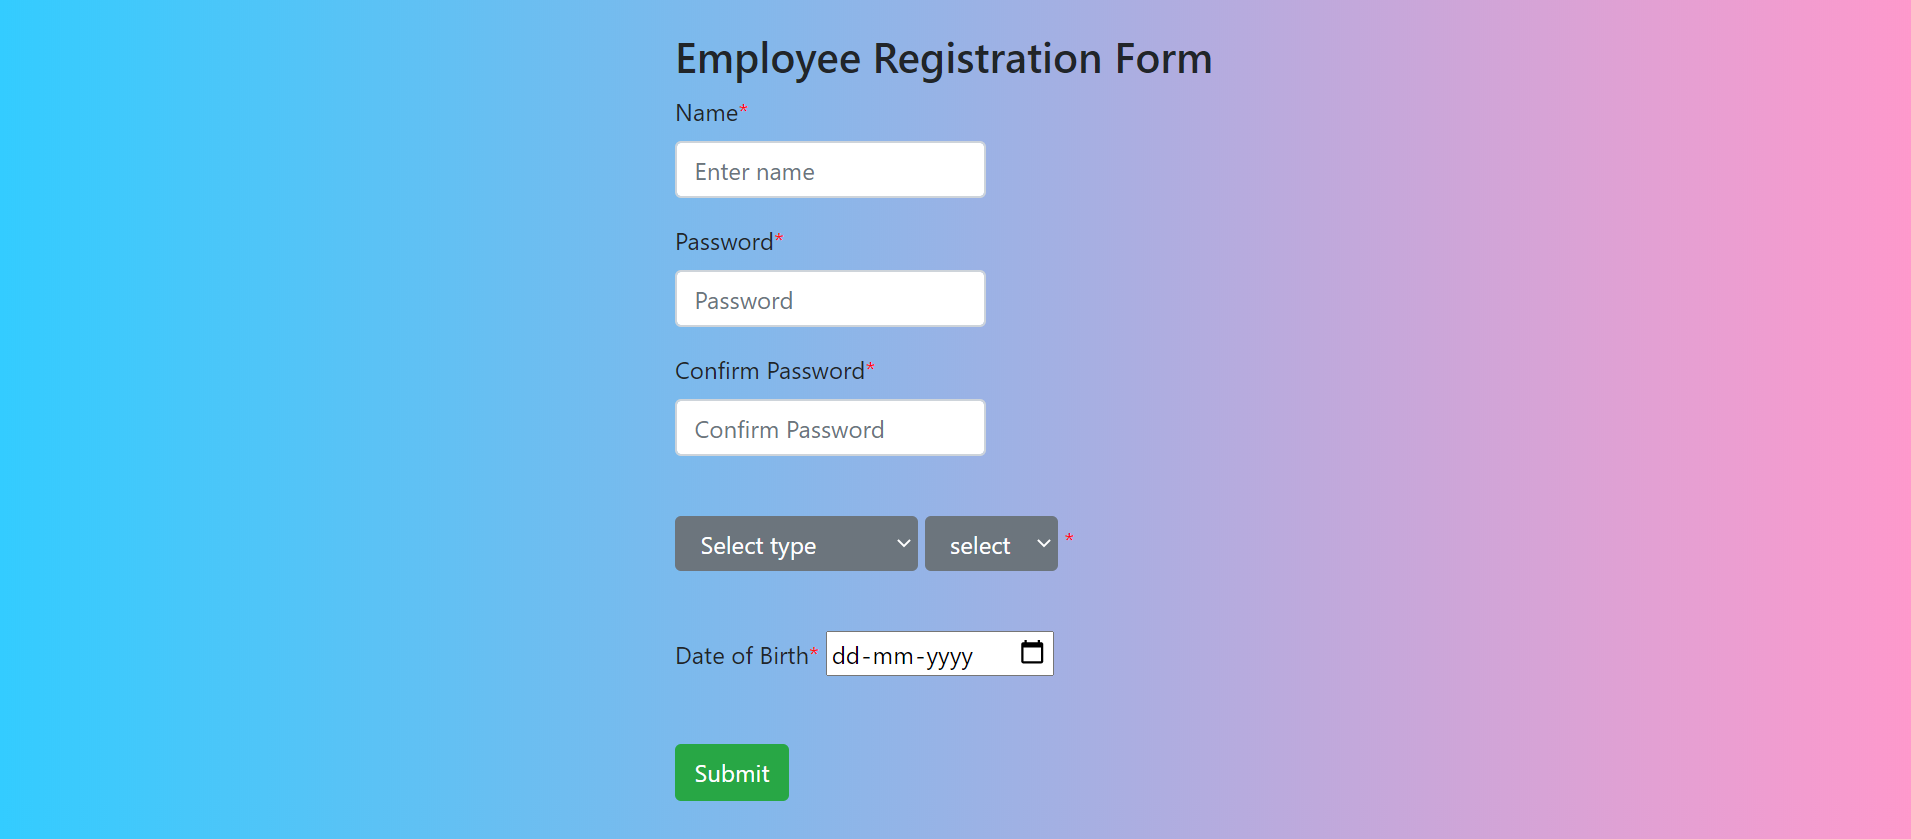 Employee Registration Form
Name*
Enter name
Password*
Password
Confirm Password*
Confirm Password
Select type select *
Date of Birth* dd-mm-yyyy
Submit